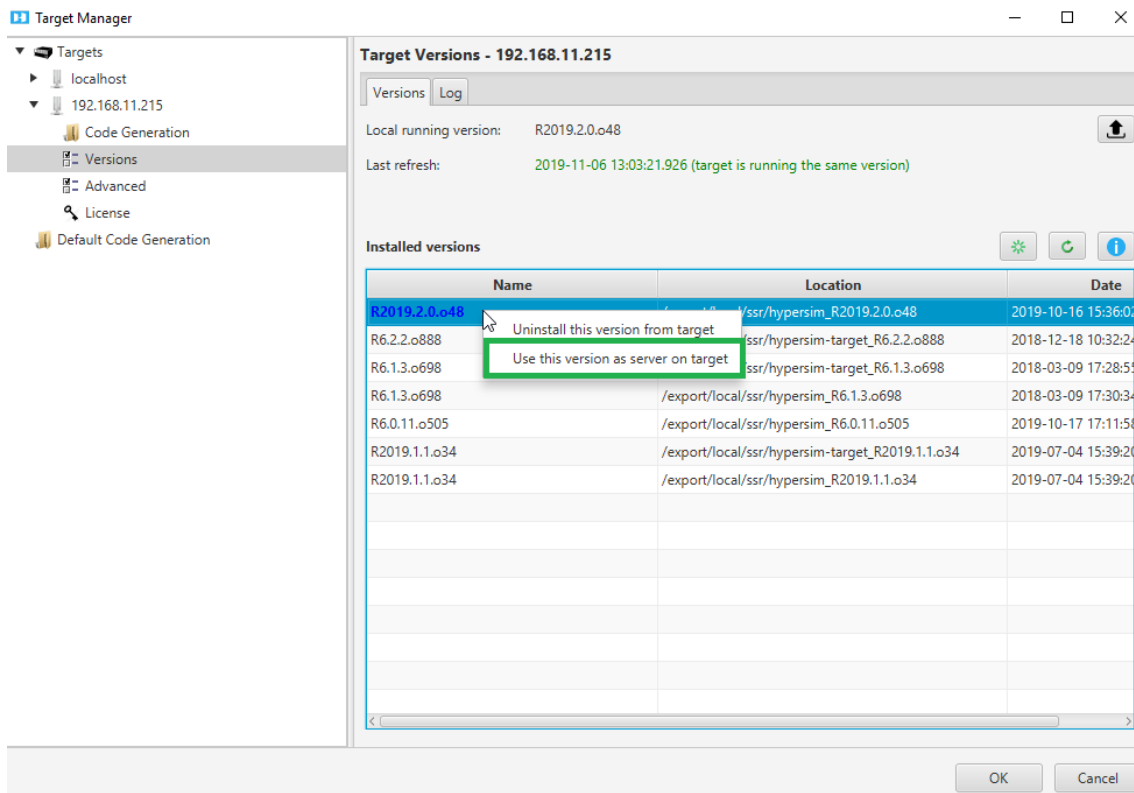 Target Manager
Targets
localhost
192.168.11.215
Code Generation
Versions
Advanced
License
Default Code Generation
Target Versions - 192.168.11.215
Versions Log
Local running version: R2019.2.0.o48
Last refresh: 2019-11-06 13:03:21.926 (target is running the same version)
Installed versions
Name Location Date
R2019.2.0.o48 /ssr/hypersim_R2019.2.0.o48 2019-10-16 15:36:02
Uninstall this version from target
R6.2.2.o888 /ssr/hypersim-target_R6.2.2.o888 2018-12-18 10:32:24
Use this version as server on target
R6.1.3.o698 /ssr/hypersim-target_R6.1.3.o698 2018-03-09 17:28:55
R6.1.3.o698 /export/local/ssr/hypersim_R6.1.3.o698 2018-03-09 17:30:34
R6.0.11.o505 /export/local/ssr/hypersim_R6.0.11.o505 2019-10-17 17:11:58
R2019.1.1.o34 /export/local/ssr/hypersim-target_R2019.1.1.o34 2019-07-04 15:39:20
R2019.1.1.o34 /export/local/ssr/hypersim_R2019.1.1.o34 2019-07-04 15:39:20
OK Cancel